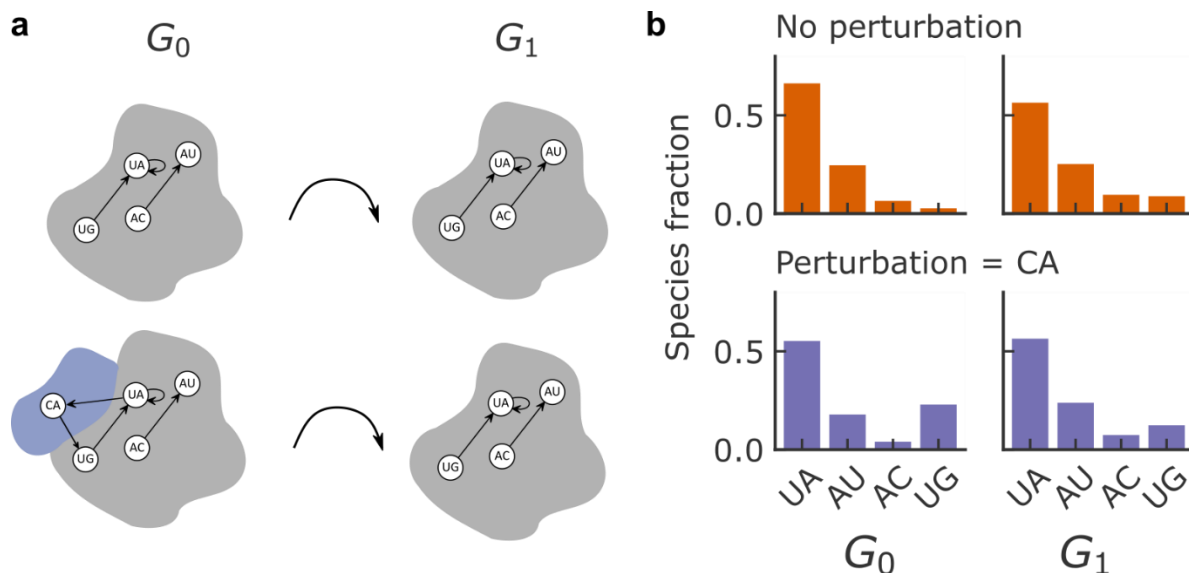 a
G0
G1
UA
AU
UG
AC
UA
AU
UG
AC
CA
UA
AU
UG
AC
UA
AU
UG
AC
b
No perturbation
Species fraction
0.5
0.0
Perturbation = CA
0.5
0.0
UA AU AC UG
UA AU AC UG
G0
G1